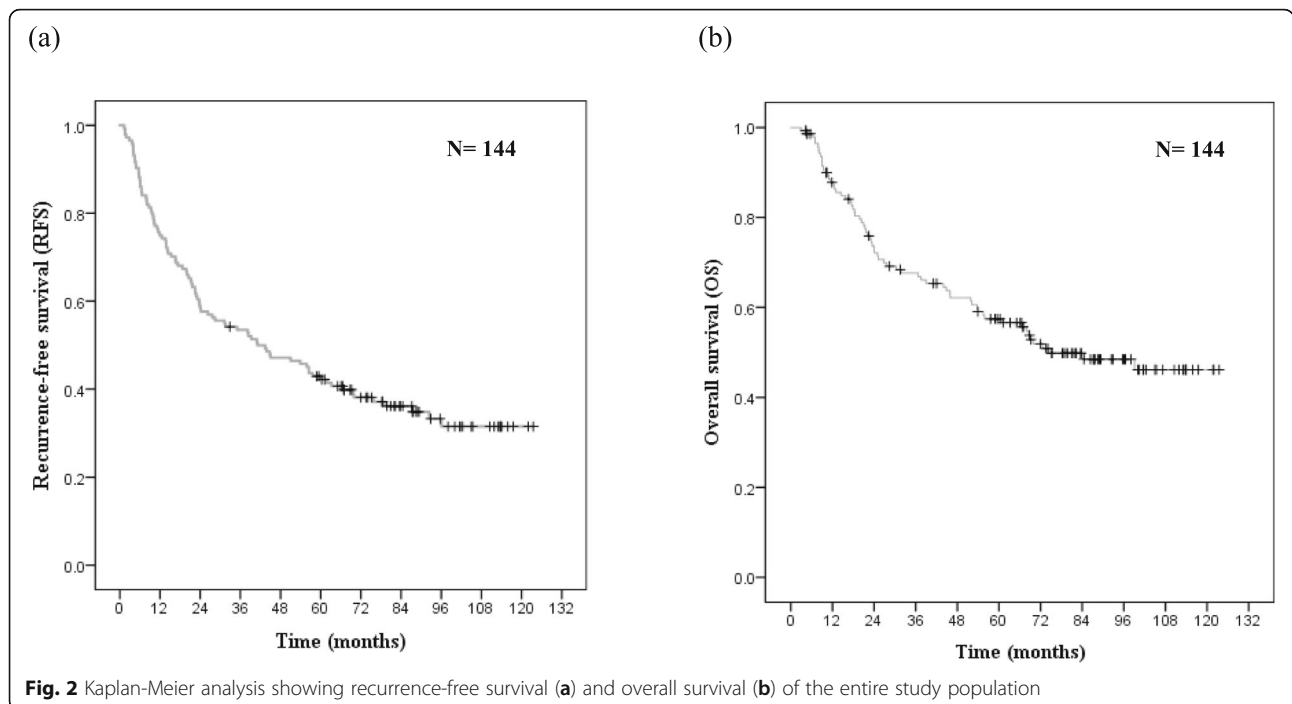 (a)
(b)
N= 144
N= 144
Recurrence-free survival (RFS)
1.0
0.8
0.6
0.4
0.2
0.0
0 12 24 36 48 60 72 84 96 108 120 132
Time (months)
Overall survival (OS)
1.0
0.8
0.6
0.4
0.2
0.0
0 12 24 36 48 60 72 84 96 108 120 132
Time (months)
Fig. 2 Kaplan-Meier analysis showing recurrence-free survival (a) and overall survival (b) of the entire study population